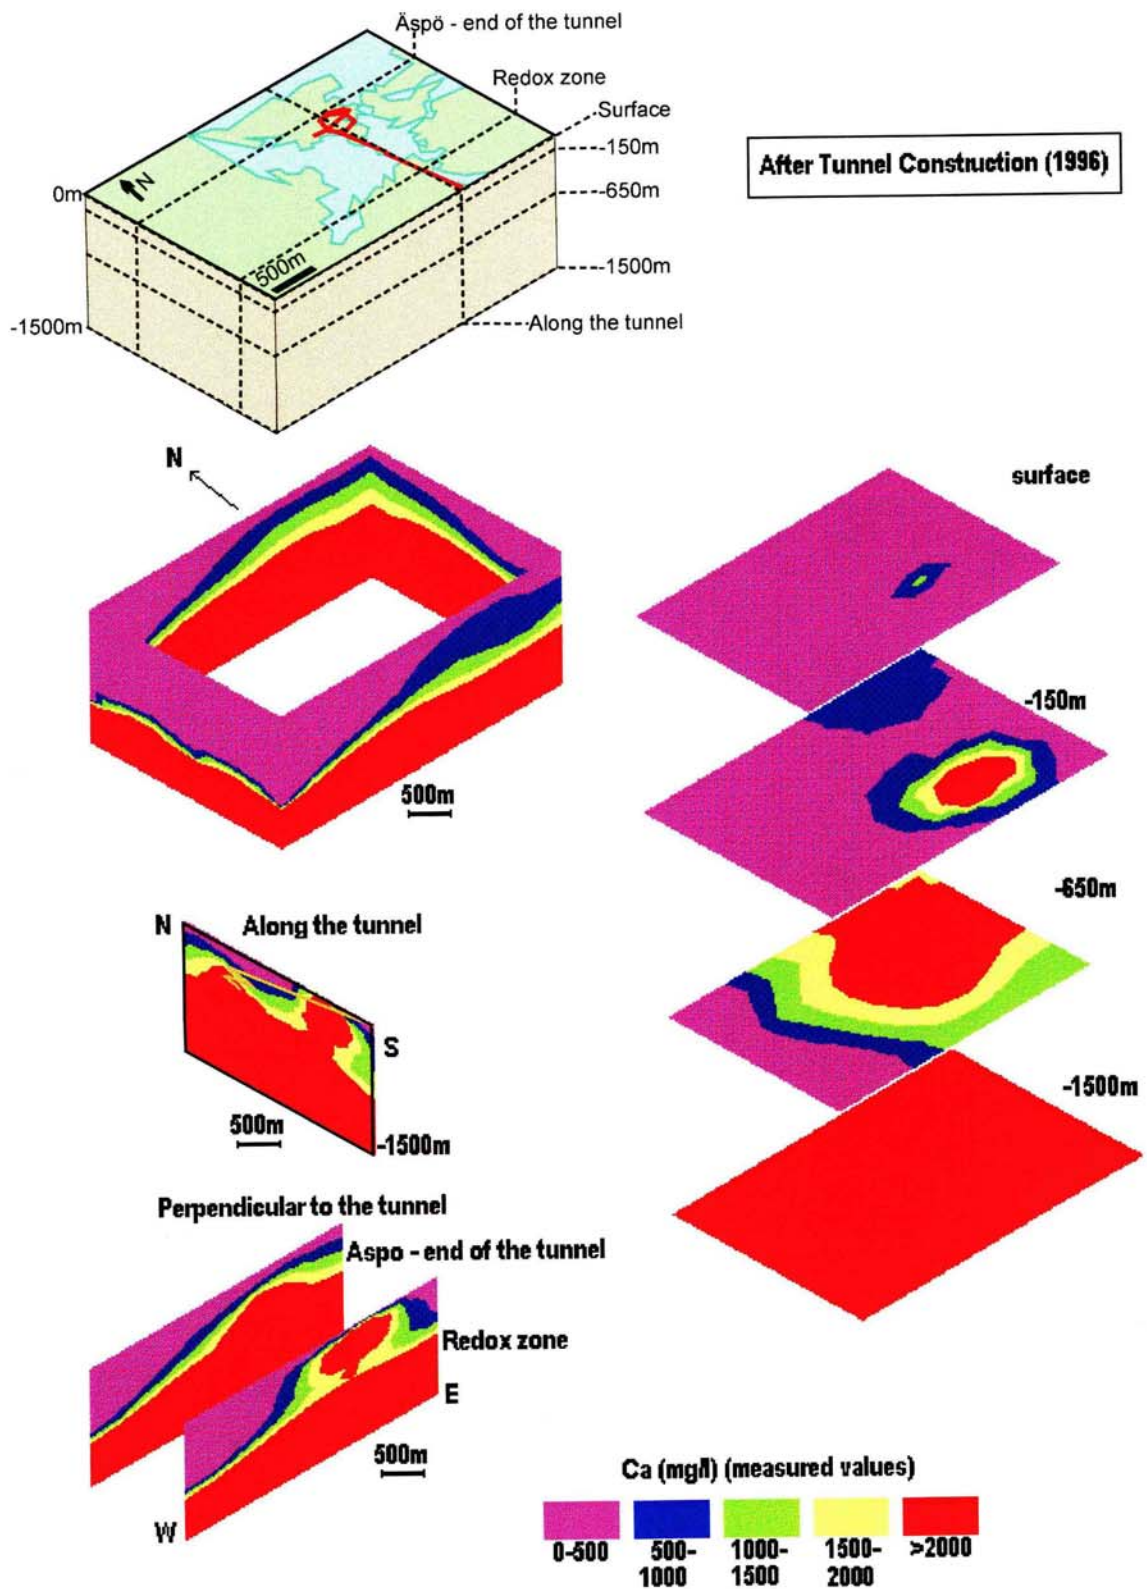 Äspö - end of the tunnel
Redox zone
Surface
-150m
After Tunnel Construction (1996)
0m
N
-650m
500m
-1500m
-1500m
Along the tunnel
N
surface
-150m
500m
-650m
N
Along the tunnel
S
500m
-1500m
-1500m
Perpendicular to the tunnel
Aspo - end of the tunnel
Redox zone
E
500m
W
Ca (mg/l) (measured values)
0-500 500-1000 1000-1500 1500-2000 >2000